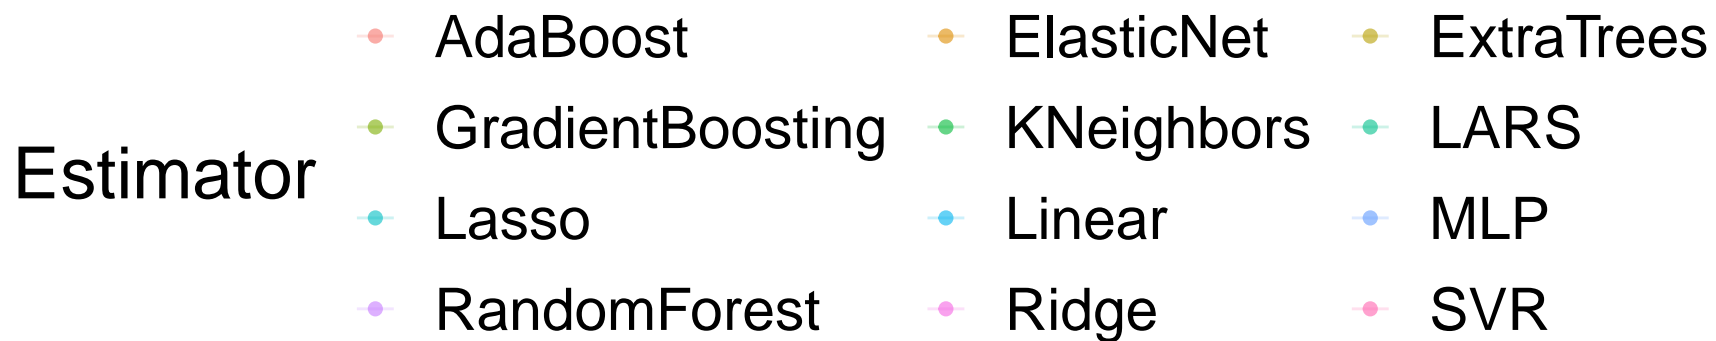 Estimator
AdaBoost ElasticNet ExtraTrees
GradientBoosting KNeighbors LARS
Lasso Linear MLP
RandomForest Ridge SVR